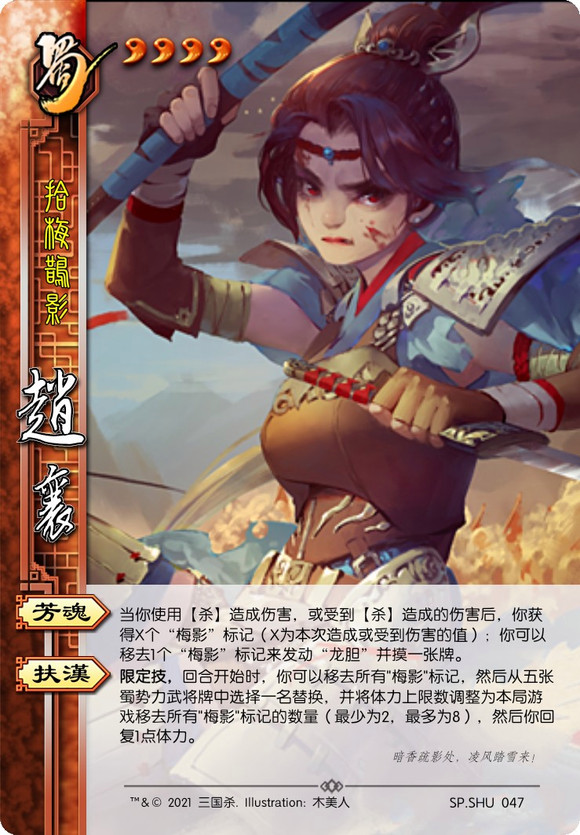 蜀
拾梅鵲影
趙襄
芳魂
当你使用【杀】造成伤害，或受到【杀】造成的伤害后，你获
得X个“梅影”标记（X为本次造成或受到伤害的值）；你可以
移去1个“梅影”标记来发动“龙胆”并摸一张牌。
扶漢
限定技，回合开始时，你可以移去所有"梅影"标记，然后从五张
蜀势力武将牌中选择一名替换，并将体力上限数调整为本局游
戏移去所有"梅影"标记的数量（最少为2，最多为8），然后你回
复1点体力。
暗香疏影处，凌风踏雪来！
™&© 2021 三国杀. Illustration: 木美人
SP.SHU 047